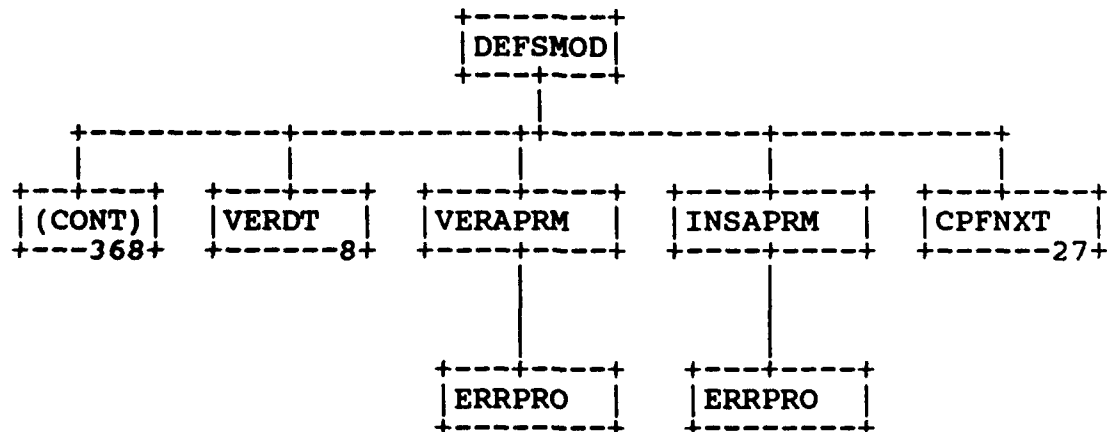 DEFSMOD
(CONT) VERDT VERAPRM INSAPRM CPFNXT
368 8 27
ERRPRO ERRPRO